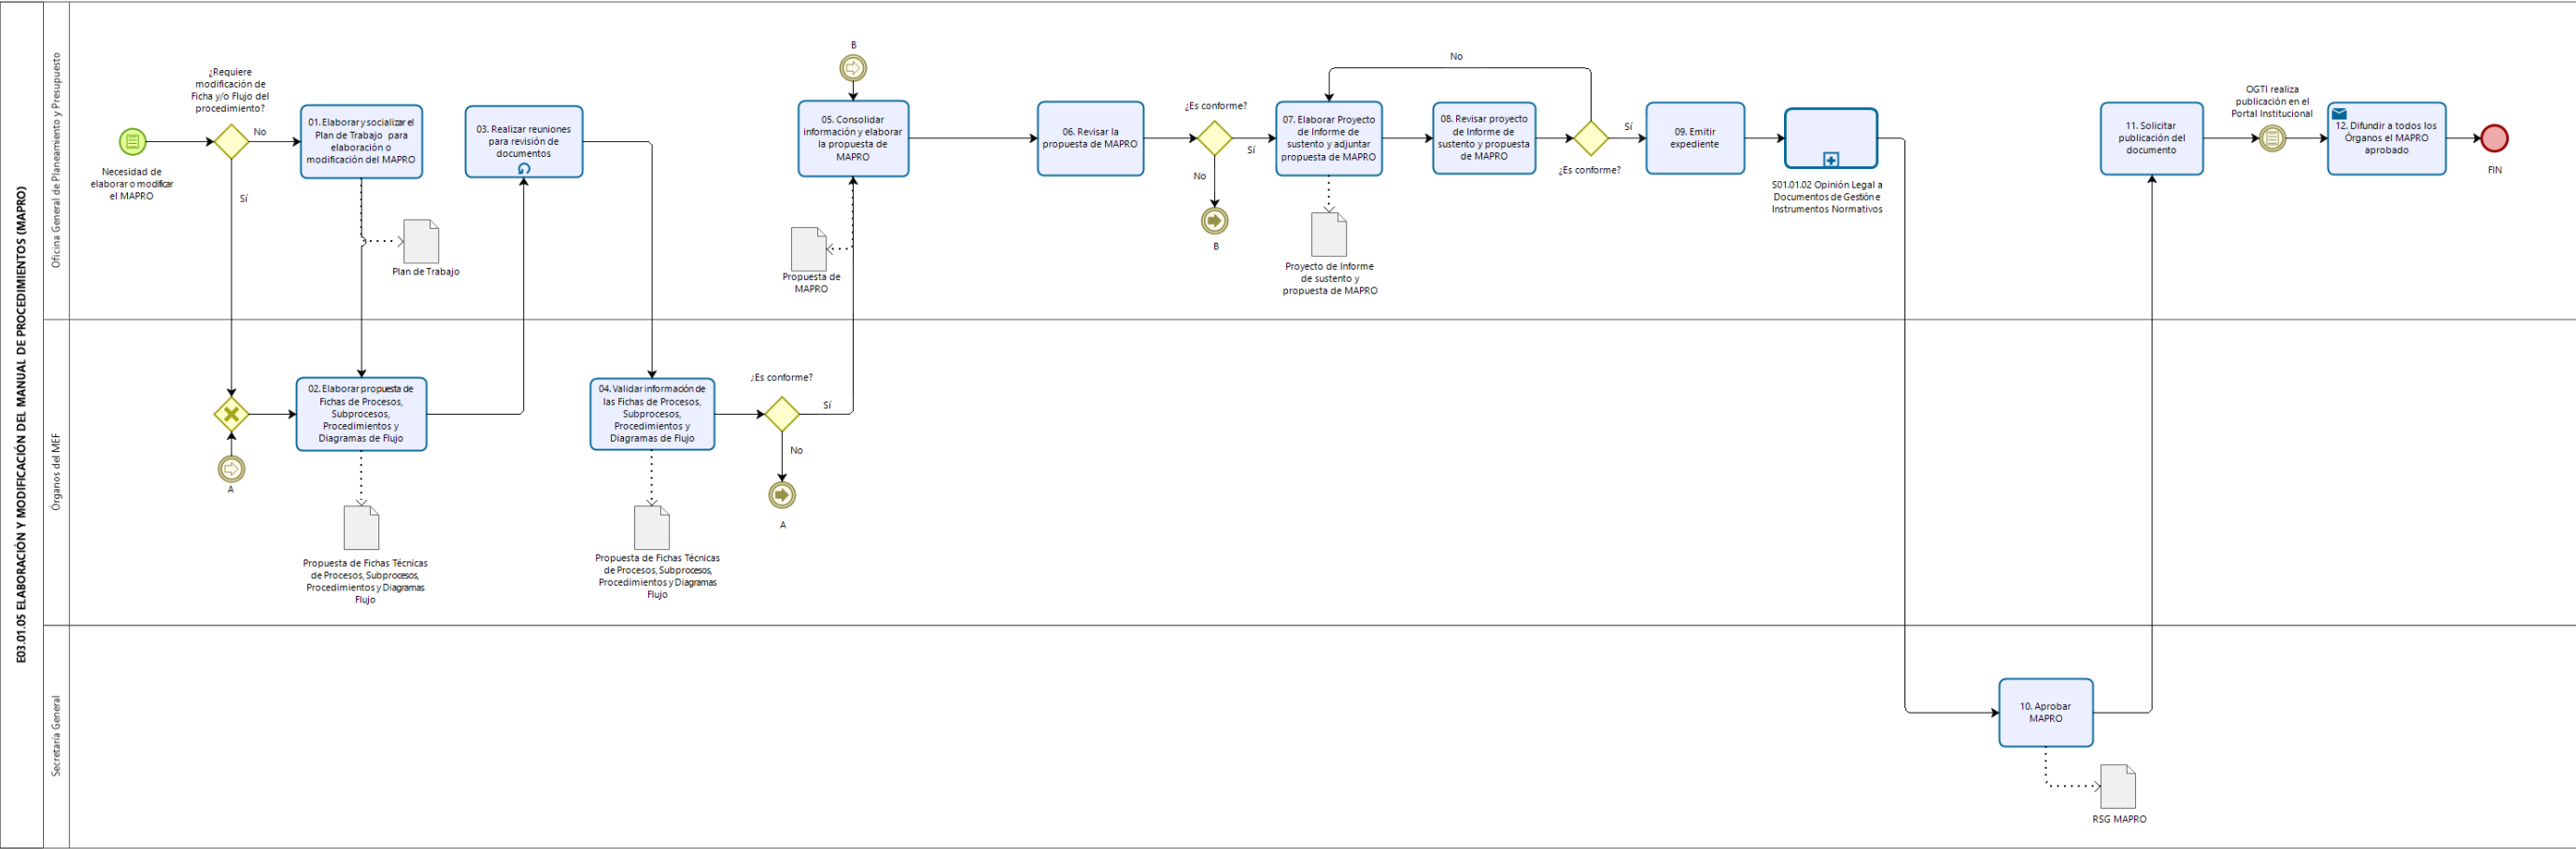 E03.01.05 ELABORACIÓN Y MODIFICACIÓN DEL MANUAL DE PROCEDIMIENTOS (MAPRO)
Oficina General de Planeamiento y Presupuesto
Necesidad de
elaborar o modificar
el MAPRO
¿Requiere
modificación de
Ficha y/o Flujo del
procedimiento?
No
Sí
01. Elaborar y socializar el
Plan de Trabajo para
elaboración o
modificación del MAPRO
Plan de Trabajo
03. Realizar reuniones
para revisión de
documentos
B
05. Consolidar
información y elaborar
la propuesta de
MAPRO
Propuesta de
MAPRO
06. Revisar la
propuesta de MAPRO
¿Es conforme?
Sí
No
B
07. Elaborar Proyecto
de Informe de
sustento y adjuntar
propuesta de MAPRO
Proyecto de Informe
de sustento y
propuesta de MAPRO
No
08. Revisar proyecto
de Informe de
sustento y propuesta
de MAPRO
¿Es conforme?
Sí
09. Emitir
expediente
S01.01.02 Opinión Legal a
Documentos de Gestión e
Instrumentos Normativos
11. Solicitar
publicación del
documento
OGTI realiza
publicación en el
Portal Institucional
12. Difundir a todos los
Órganos el MAPRO
aprobado
FIN
Órganos del MEF
A
02. Elaborar propuesta de
Fichas de Procesos,
Subprocesos,
Procedimientos y
Diagramas de Flujo
Propuesta de Fichas Técnicas
de Procesos, Subprocesos,
Procedimientos y Diagramas
Flujo
04. Validar información de
las Fichas de Procesos,
Subprocesos,
Procedimientos y
Diagramas de Flujo
Propuesta de Fichas Técnicas
de Procesos, Subprocesos,
Procedimientos y Diagramas
Flujo
¿Es conforme?
Sí
No
A
Secretaría General
10. Aprobar
MAPRO
RSG MAPRO